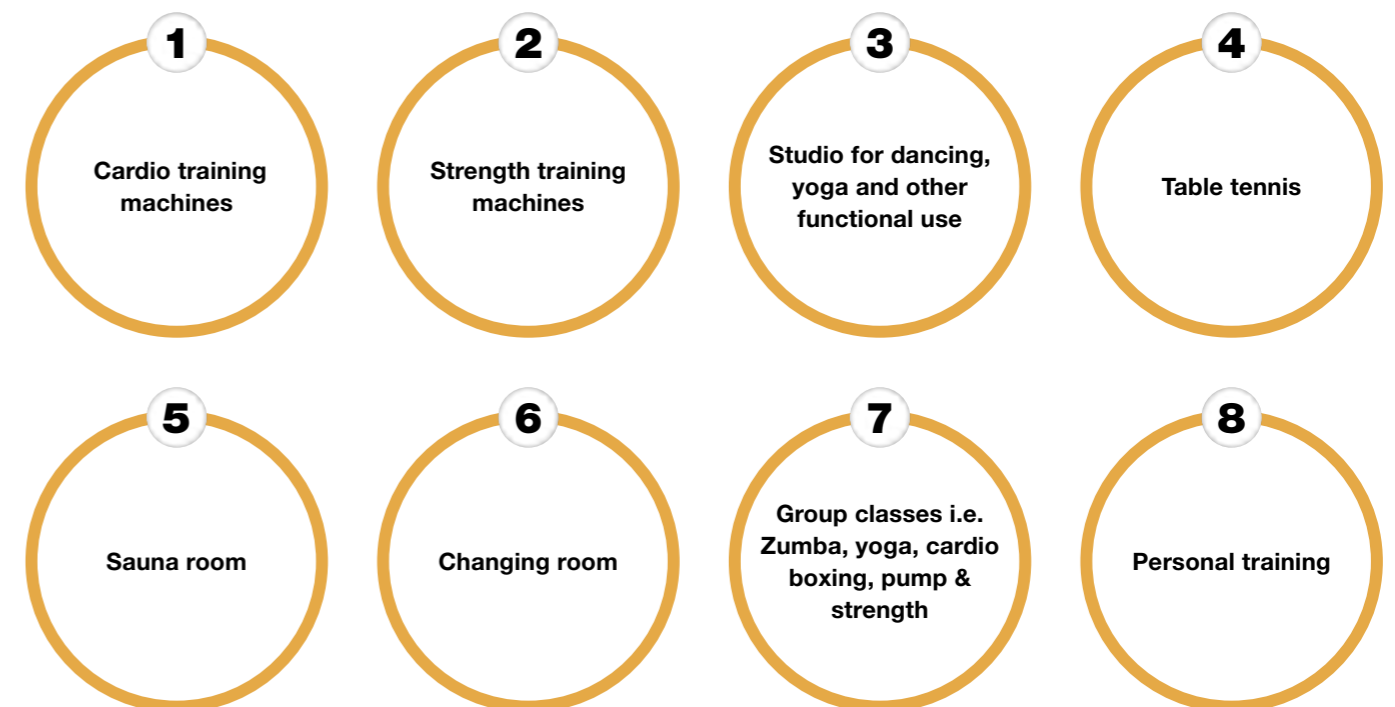 1
Cardio training
machines
2
Strength training
machines
3
Studio for dancing,
yoga and other
functional use
4
Table tennis
5
Sauna room
6
Changing room
7
Group classes i.e.
Zumba, yoga, cardio
boxing, pump &
strength
8
Personal training